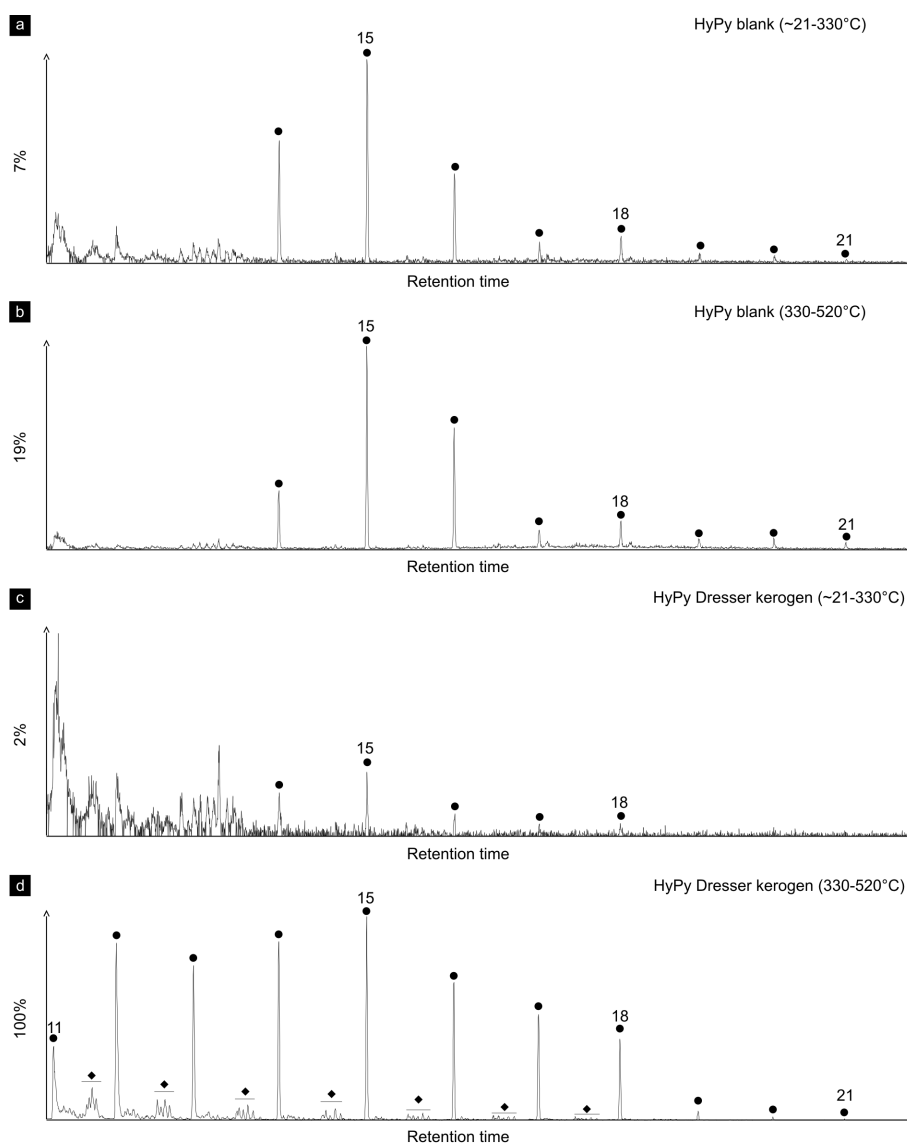 a
HyPy blank (~21-330°C)
15
18
21
7%
Retention time
b
HyPy blank (330-520°C)
15
18
21
19%
Retention time
c
HyPy Dresser kerogen (~21-330°C)
15
18
2%
Retention time
d
HyPy Dresser kerogen (330-520°C)
15
11
18
21
100%
Retention time